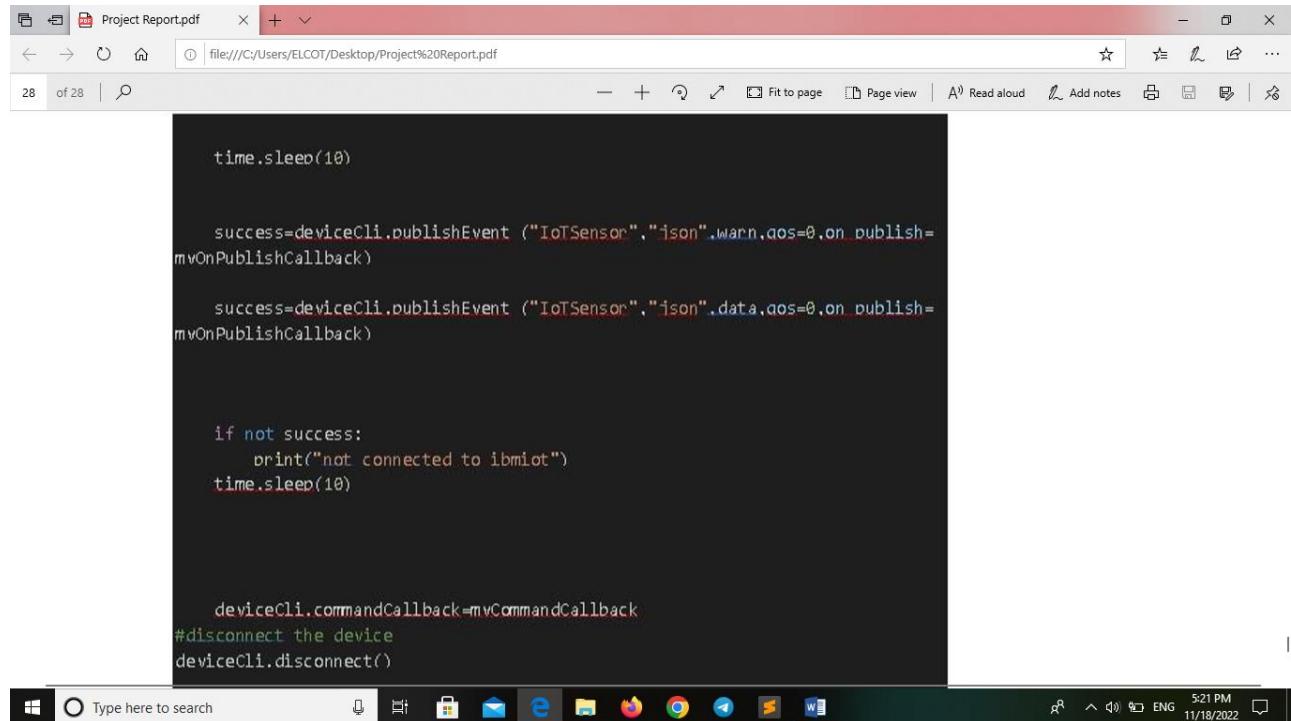 Project Report.pdf
file:///C:/Users/ELCOT/Desktop/Project%20Report.pdf
28 of 28 Fit to page Page view Read aloud Add notes
time.sleep(10)
success=deviceCli.publishEvent ("IoTSensor","json",warn,qos=0,on_publish=
myOnPublishCallback)
success=deviceCli.publishEvent ("IoTSensor","json",data,qos=0,on_publish=
myOnPublishCallback)
if not success:
print("not connected to ibmiot")
time.sleep(10)
deviceCli.commandCallback=myCommandCallback
#disconnect the device
deviceCli.disconnect()
Type here to search ENG 5:21 PM
11/18/2022